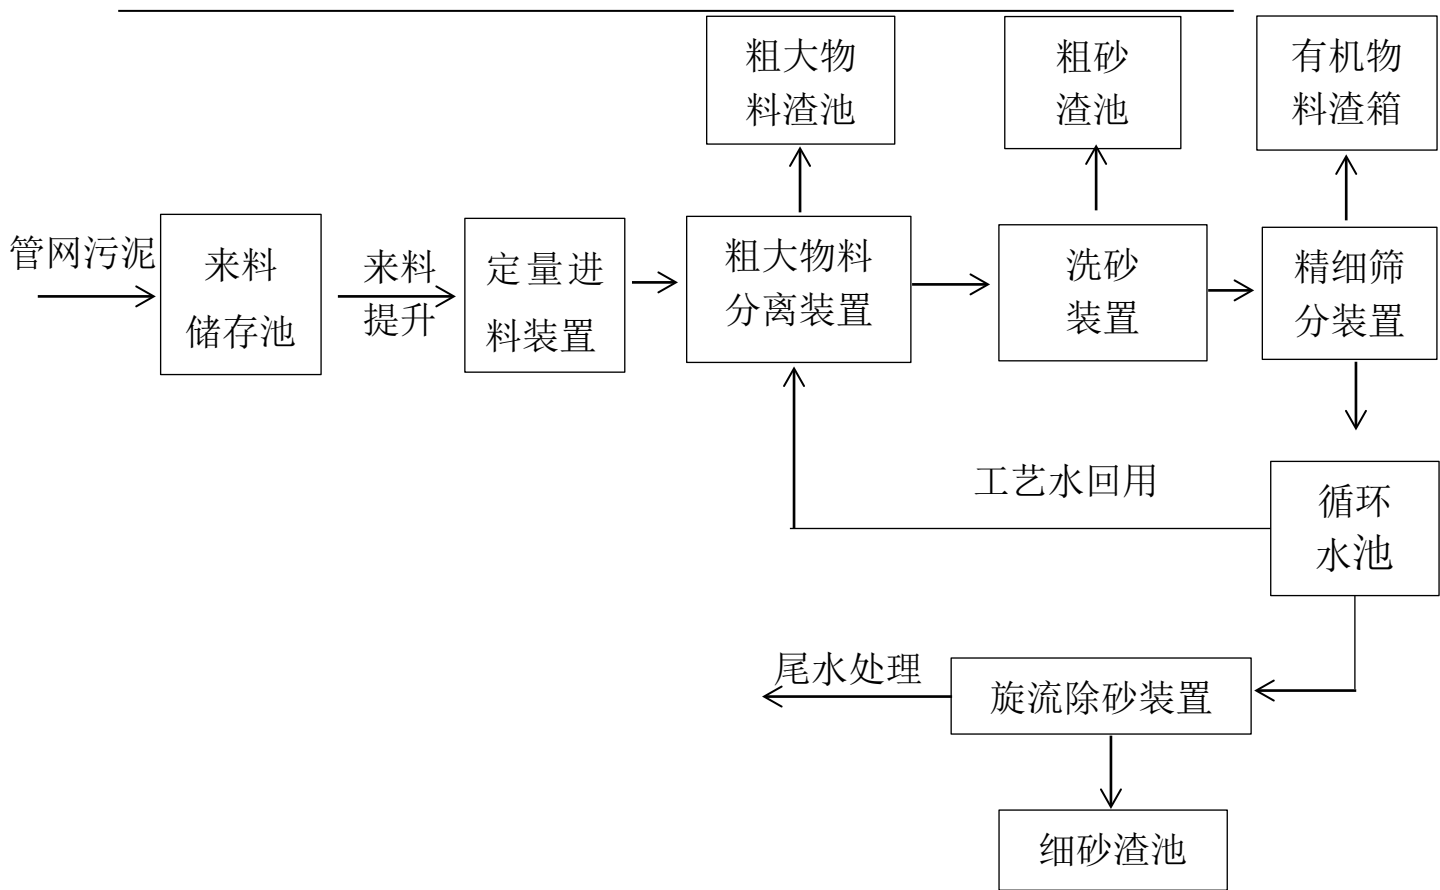 粗大物
料渣池
粗砂
渣池
有机物
料渣箱
管网污泥
来料
储存池
来料
提升
定量进
料装置
粗大物料
分离装置
洗砂
装置
精细筛
分装置
工艺水回用
循环
水池
尾水处理
旋流除砂装置
细砂渣池